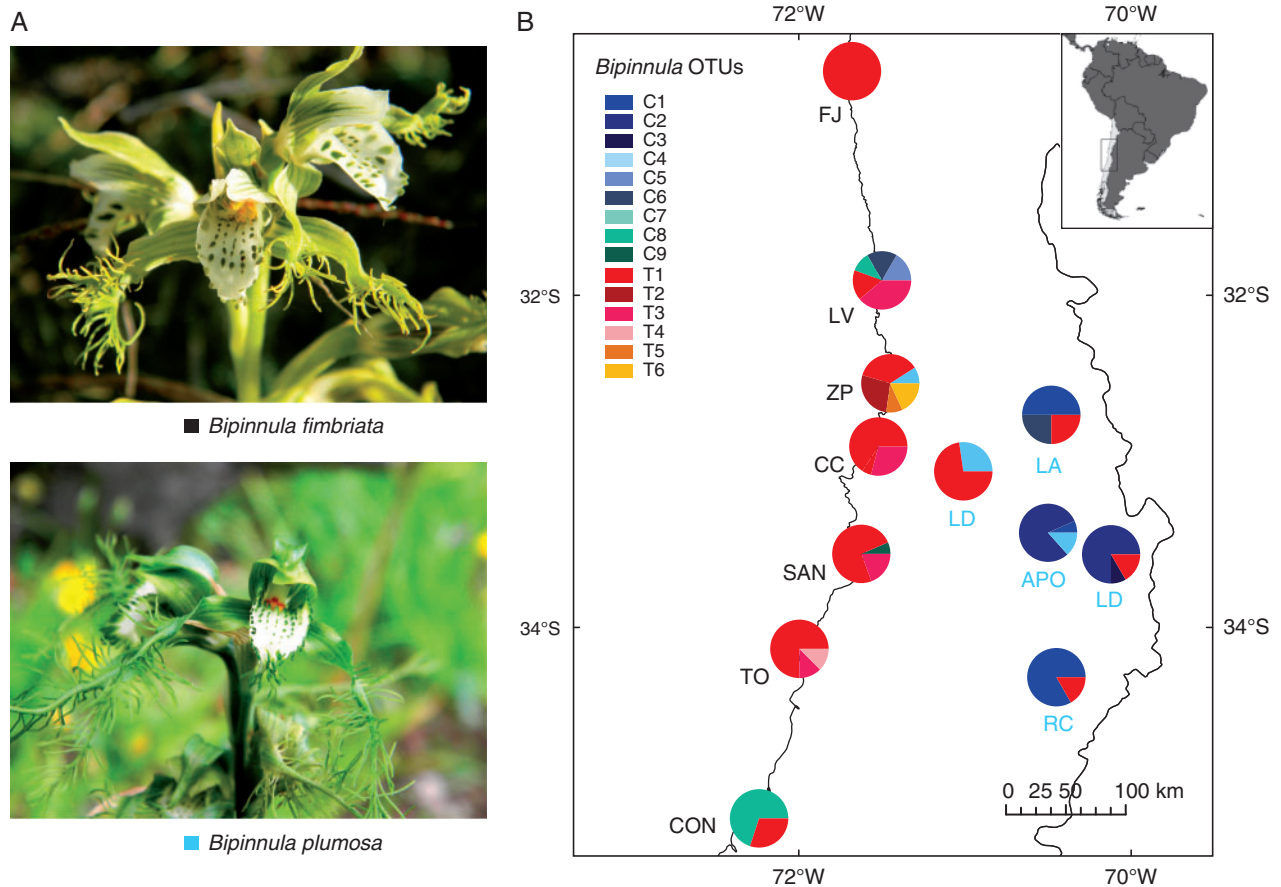 A
Bipinnula fimbriata
Bipinnula plumosa
B
72°W
70°W
Bipinnula OTUs
C1
C2
C3
C4
C5
C6
C7
C8
C9
T1
T2
T3
T4
T5
T6
FJ
32°S
32°S
LV
ZP
CC
LA
LD
SAN
APO
LD
34°S
34°S
TO
RC
0 25 50 100 km
CON
72°W
70°W